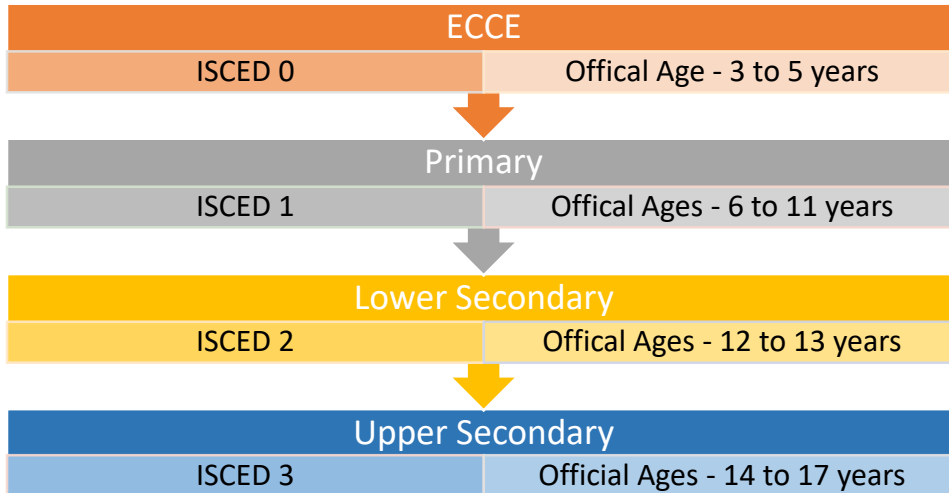 ECCE
ISCED 0 Offical Age - 3 to 5 years
Primary
ISCED 1 Offical Ages - 6 to 11 years
Lower Secondary
ISCED 2 Offical Ages - 12 to 13 years
Upper Secondary
ISCED 3 Official Ages - 14 to 17 years